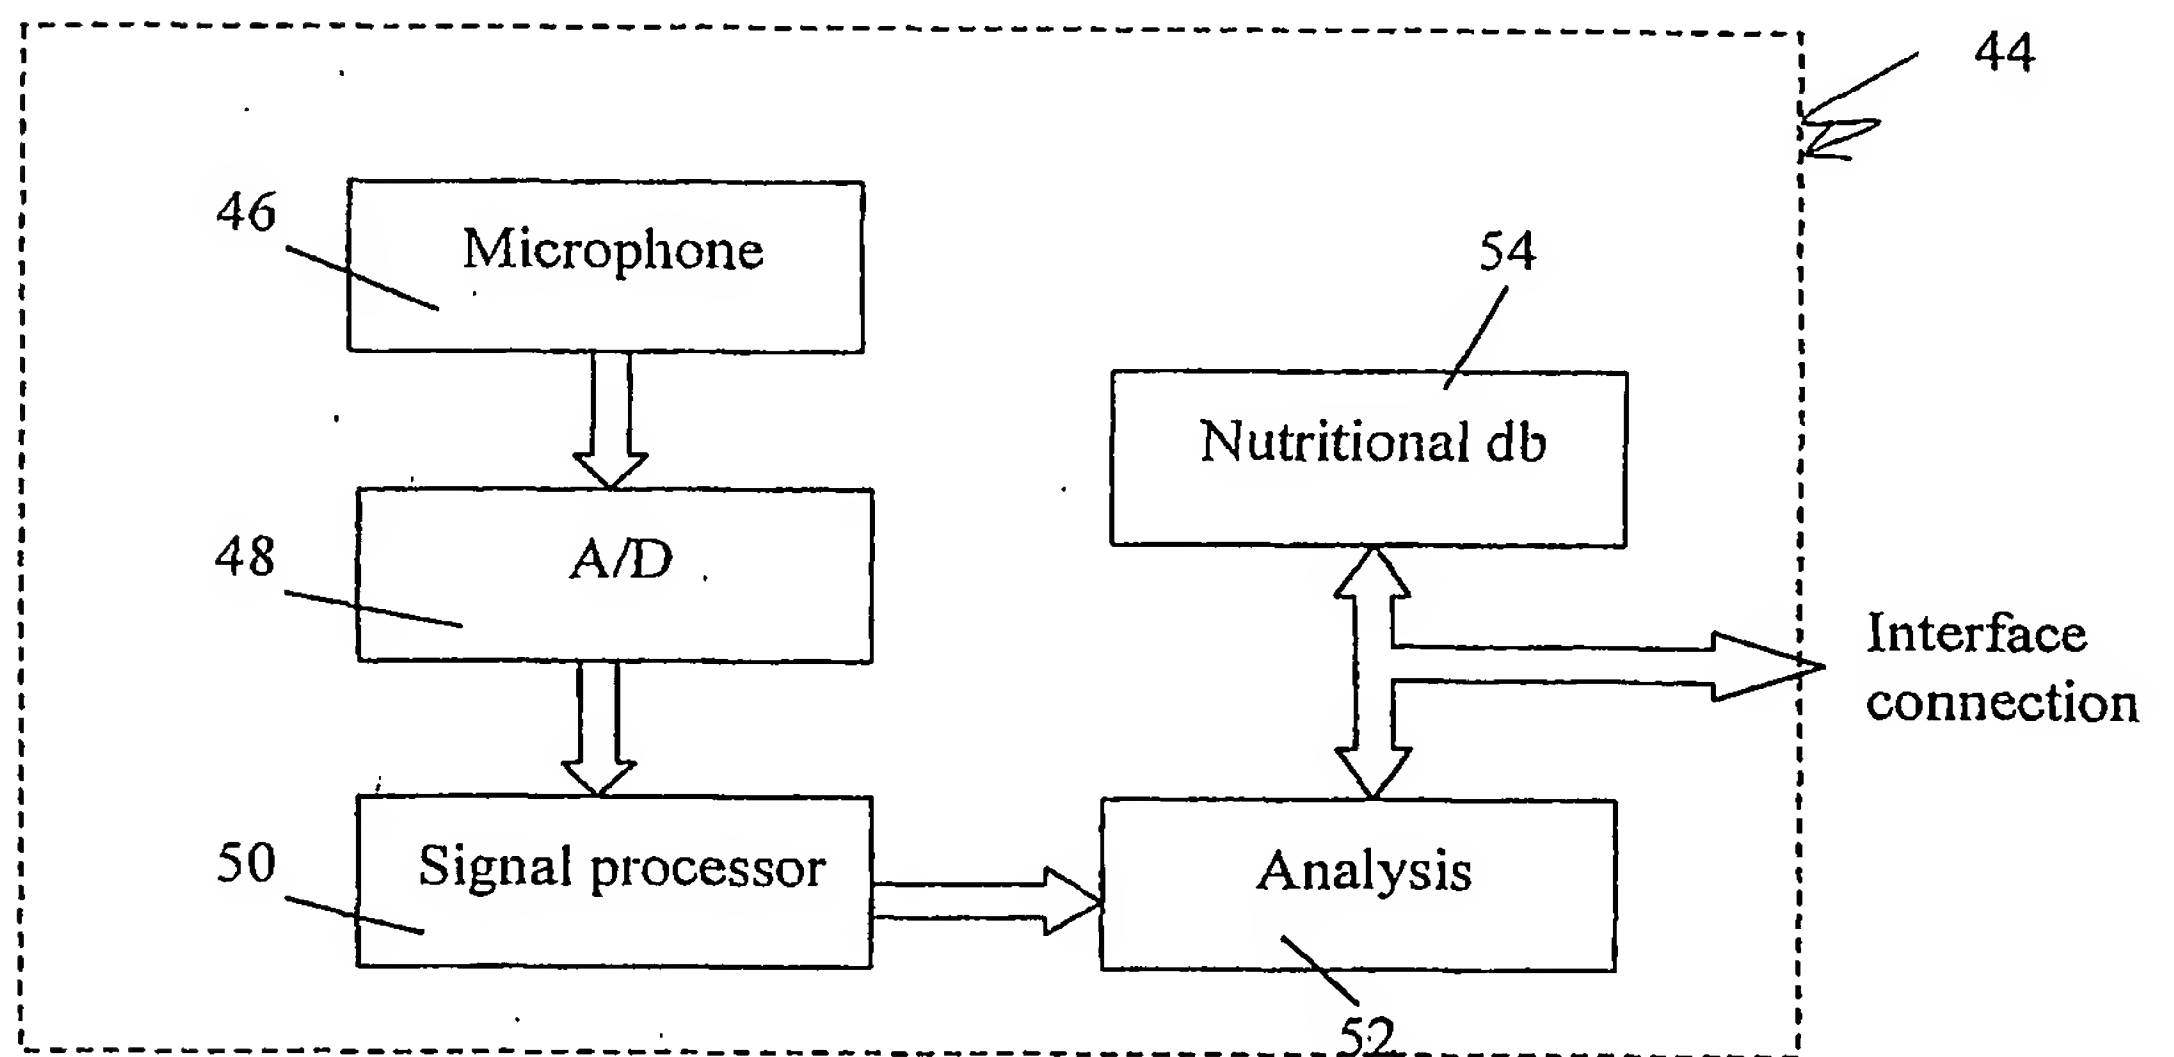 44
46
Microphone
54
Nutritional db
48
A/D
Interface
connection
50
Signal processor
Analysis
52